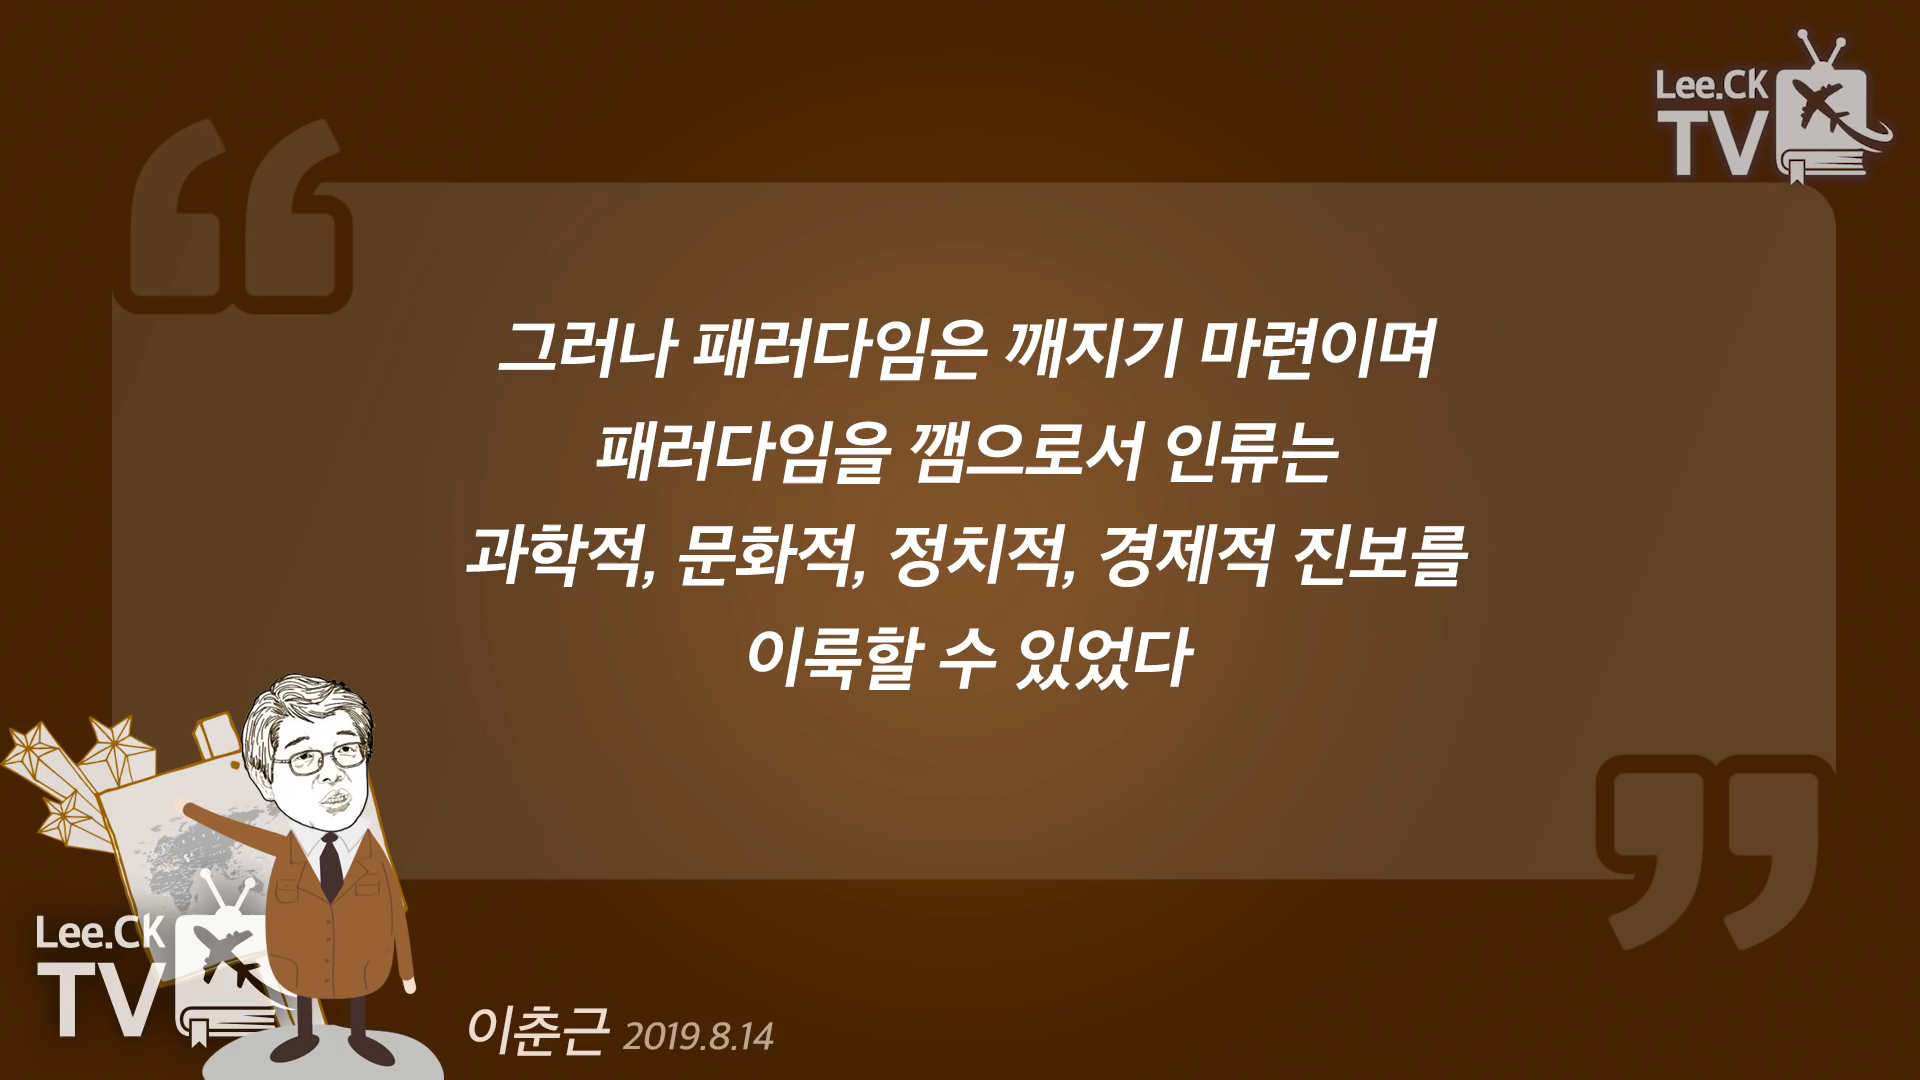 Lee.CK
TV
그러나 패러다임은 깨지기 마련이며
패러다임을 깸으로서 인류는
과학적, 문화적, 정치적, 경제적 진보를
이룩할 수 있었다
Lee.CK
TV
이춘근 2019.8.14